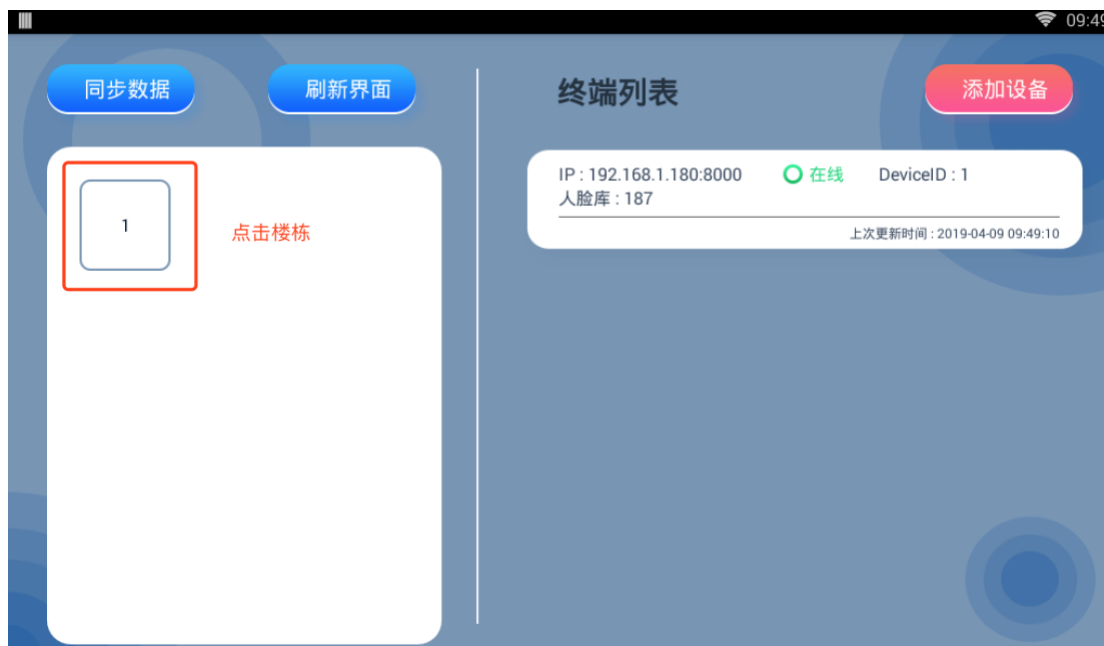 09:49
同步数据
刷新界面
1
点击楼栋
终端列表
添加设备
IP : 192.168.1.180:8000 在线 DeviceID : 1
人脸库 : 187
上次更新时间 : 2019-04-09 09:49:10